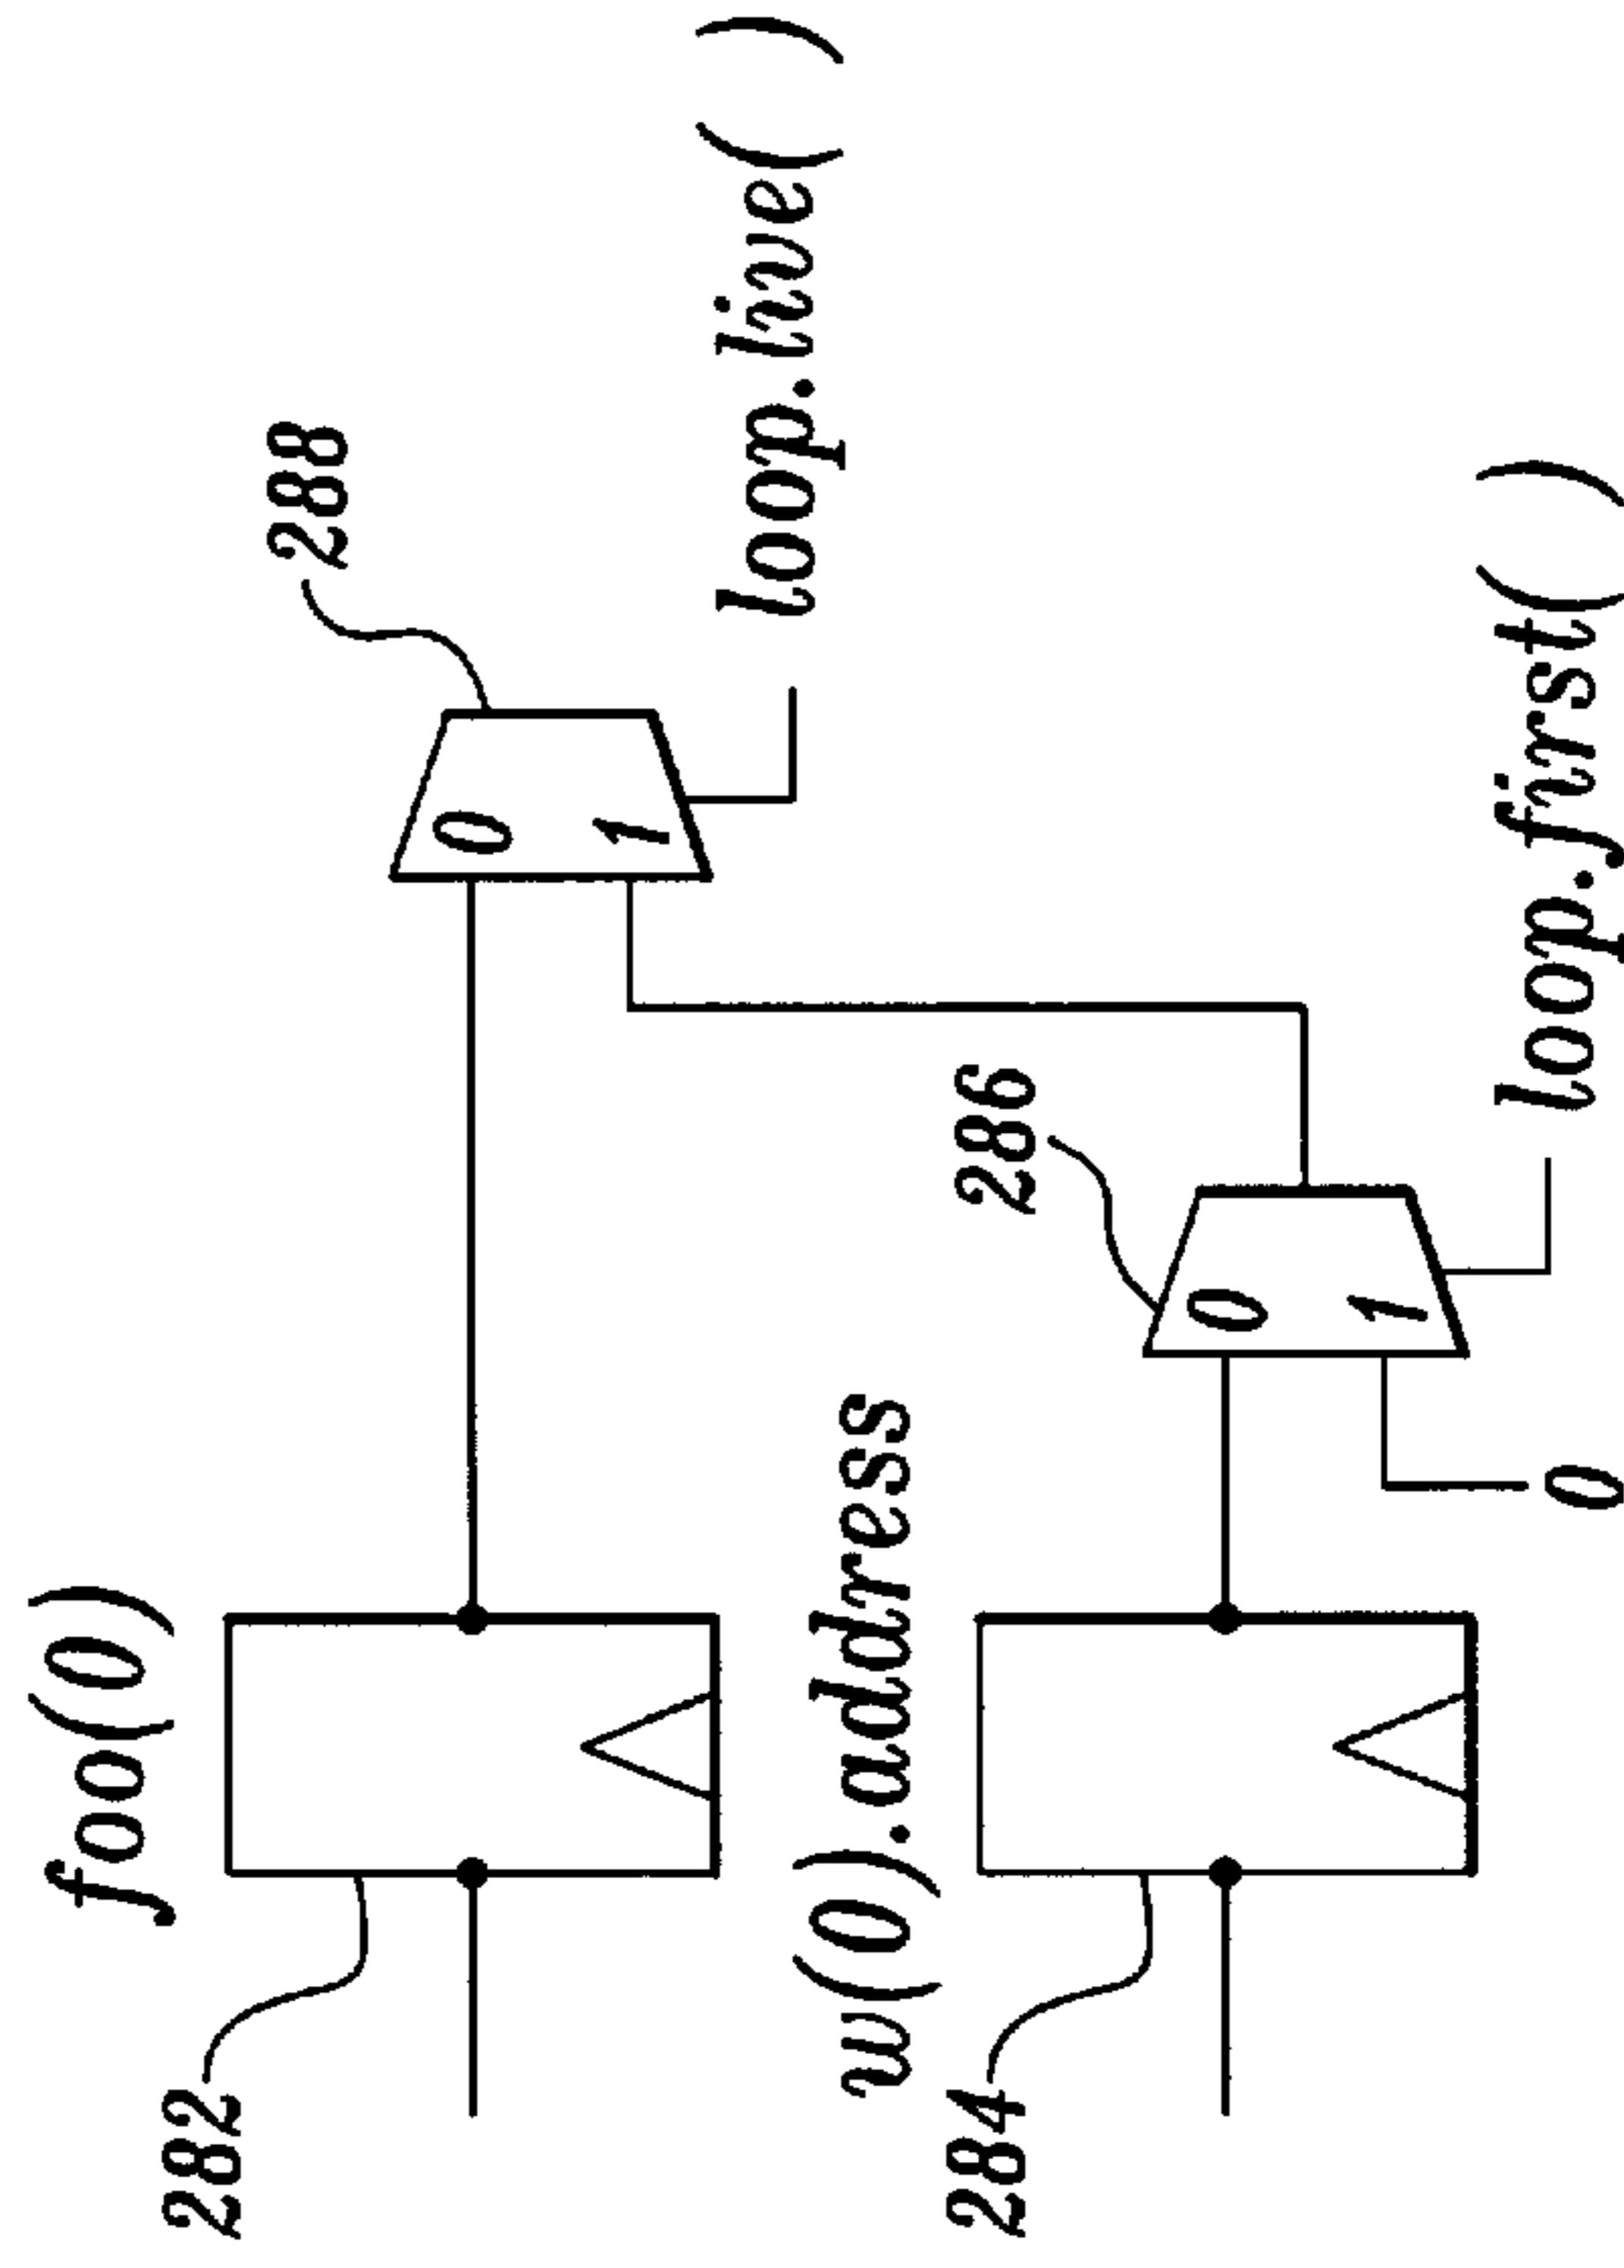 foo(0)
282
288
0
1
loop.live( )
w(0).address
284
286
0
1
loop.first( )
0